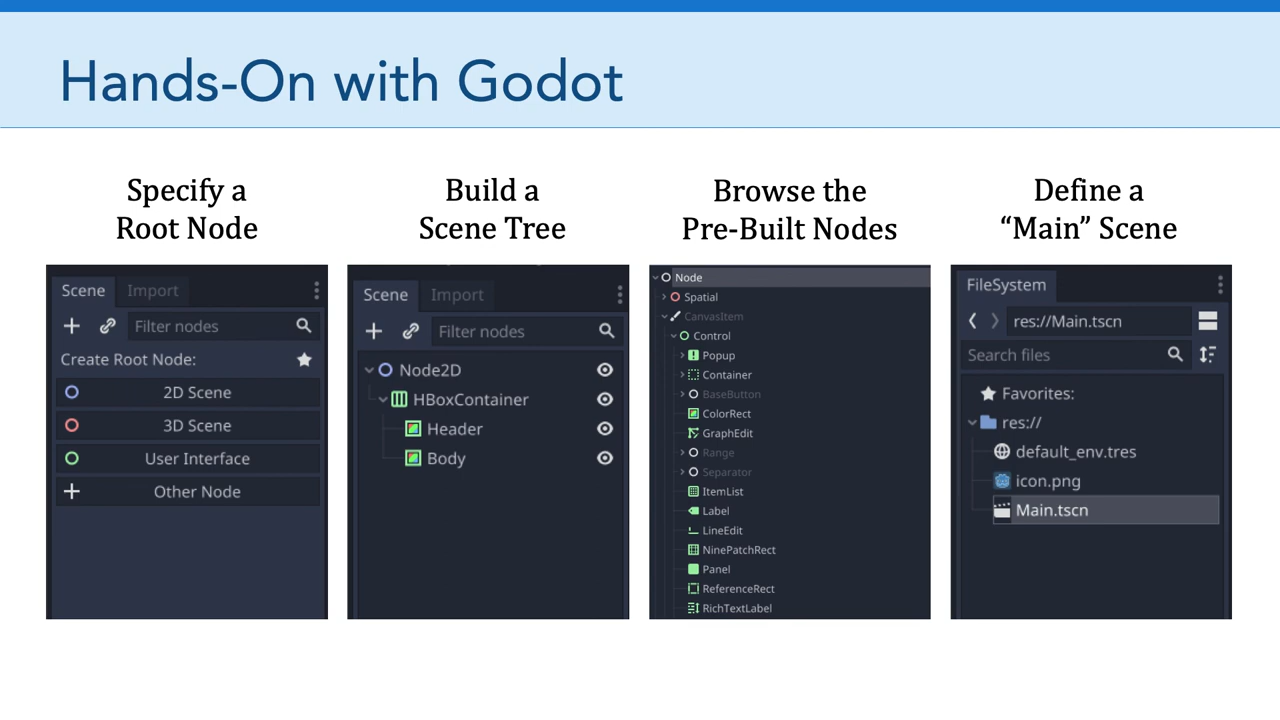 Hands-On with Godot
Specify a
Root Node
Scene Import
Filter nodes
Create Root Node:
2D Scene
3D Scene
User Interface
Other Node
Build a
Scene Tree
Scene Import
Filter nodes
Node2D
HBoxContainer
Header
Body
Browse the
Pre-Built Nodes
Node
Spatial
CanvasItem
Control
Popup
Container
BaseButton
ColorRect
GraphEdit
Range
Separator
ItemList
Label
LineEdit
NinePatchRect
Panel
ReferenceRect
RichTextLabel
Define a
“Main” Scene
FileSystem
res://Main.tscn
Search files
Favorites:
res://
default_env.tres
icon.png
Main.tscn